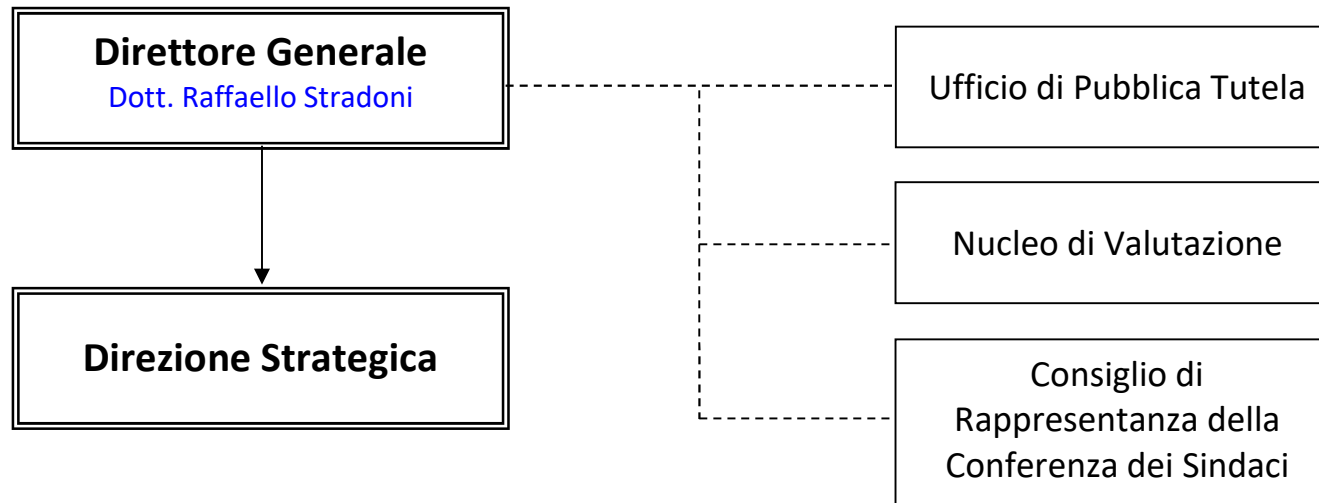 Direttore Generale
Dott. Raffaello Stradoni
Ufficio di Pubblica Tutela
Nucleo di Valutazione
Direzione Strategica
Consiglio di
Rappresentanza della
Conferenza dei Sindaci